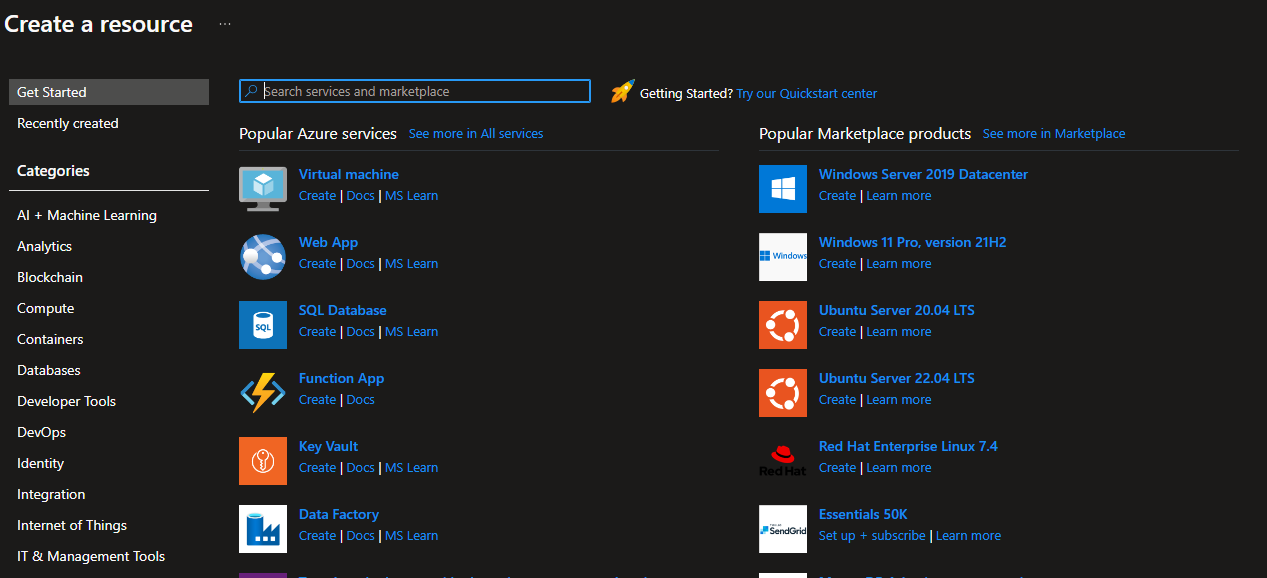 Create a resource ...
Get Started
Recently created
Categories
AI + Machine Learning
Analytics
Blockchain
Compute
Containers
Databases
Developer Tools
DevOps
Identity
Integration
Internet of Things
IT & Management Tools
Search services and marketplace
Getting Started? Try our Quickstart center
Popular Azure services See more in All services
Virtual machine
Create | Docs | MS Learn
Web App
Create | Docs | MS Learn
SQL
SQL Database
Create | Docs | MS Learn
Function App
Create | Docs
Key Vault
Create | Docs | MS Learn
Data Factory
Create | Docs | MS Learn
Popular Marketplace products See more in Marketplace
Windows Server 2019 Datacenter
Create | Learn more
Windows
Windows 11 Pro, version 21H2
Create | Learn more
Ubuntu Server 20.04 LTS
Create | Learn more
Ubuntu Server 22.04 LTS
Create | Learn more
Red Hat
Red Hat Enterprise Linux 7.4
Create | Learn more
SendGrid
Essentials 50K
Set up + subscribe | Learn more